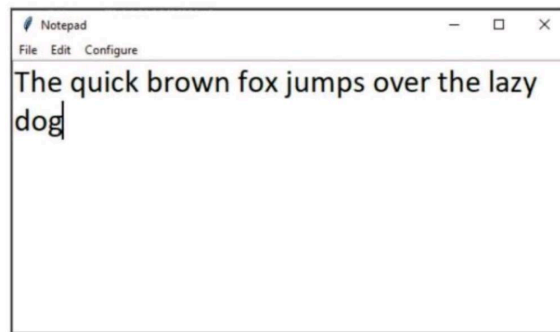 Notepad
File Edit Configure
The quick brown fox jumps over the lazy
dog